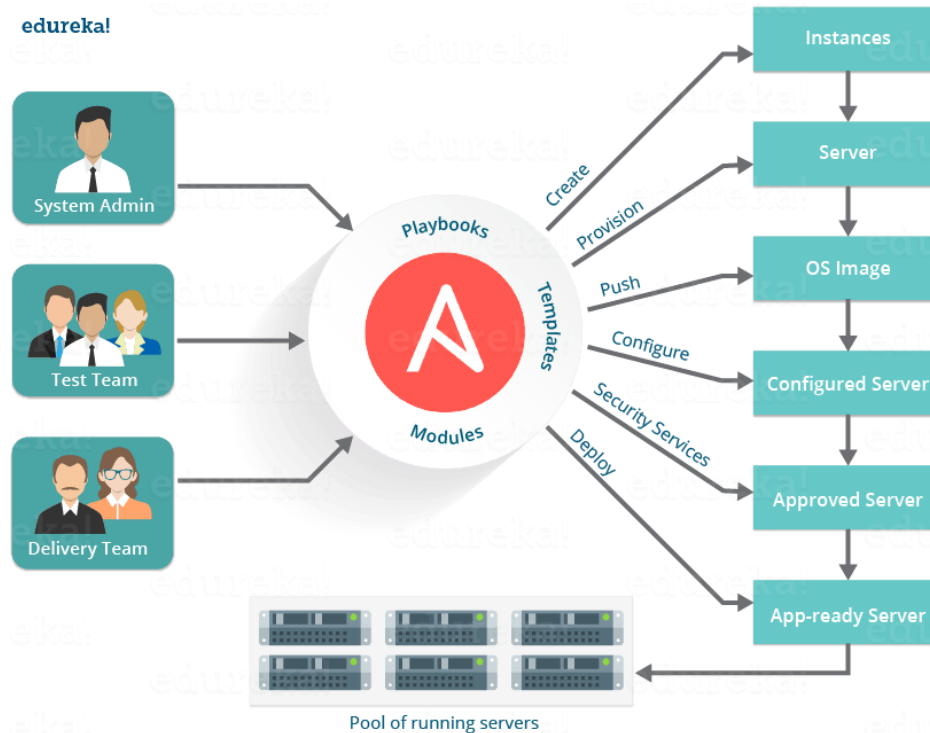 edureka!
System Admin
Test Team
Delivery Team
Playbooks
Templates
Modules
Create
Provision
Push
Configure
Security Services
Deploy
Instances
Server
OS Image
Configured Server
Approved Server
App-ready Server
Pool of running servers